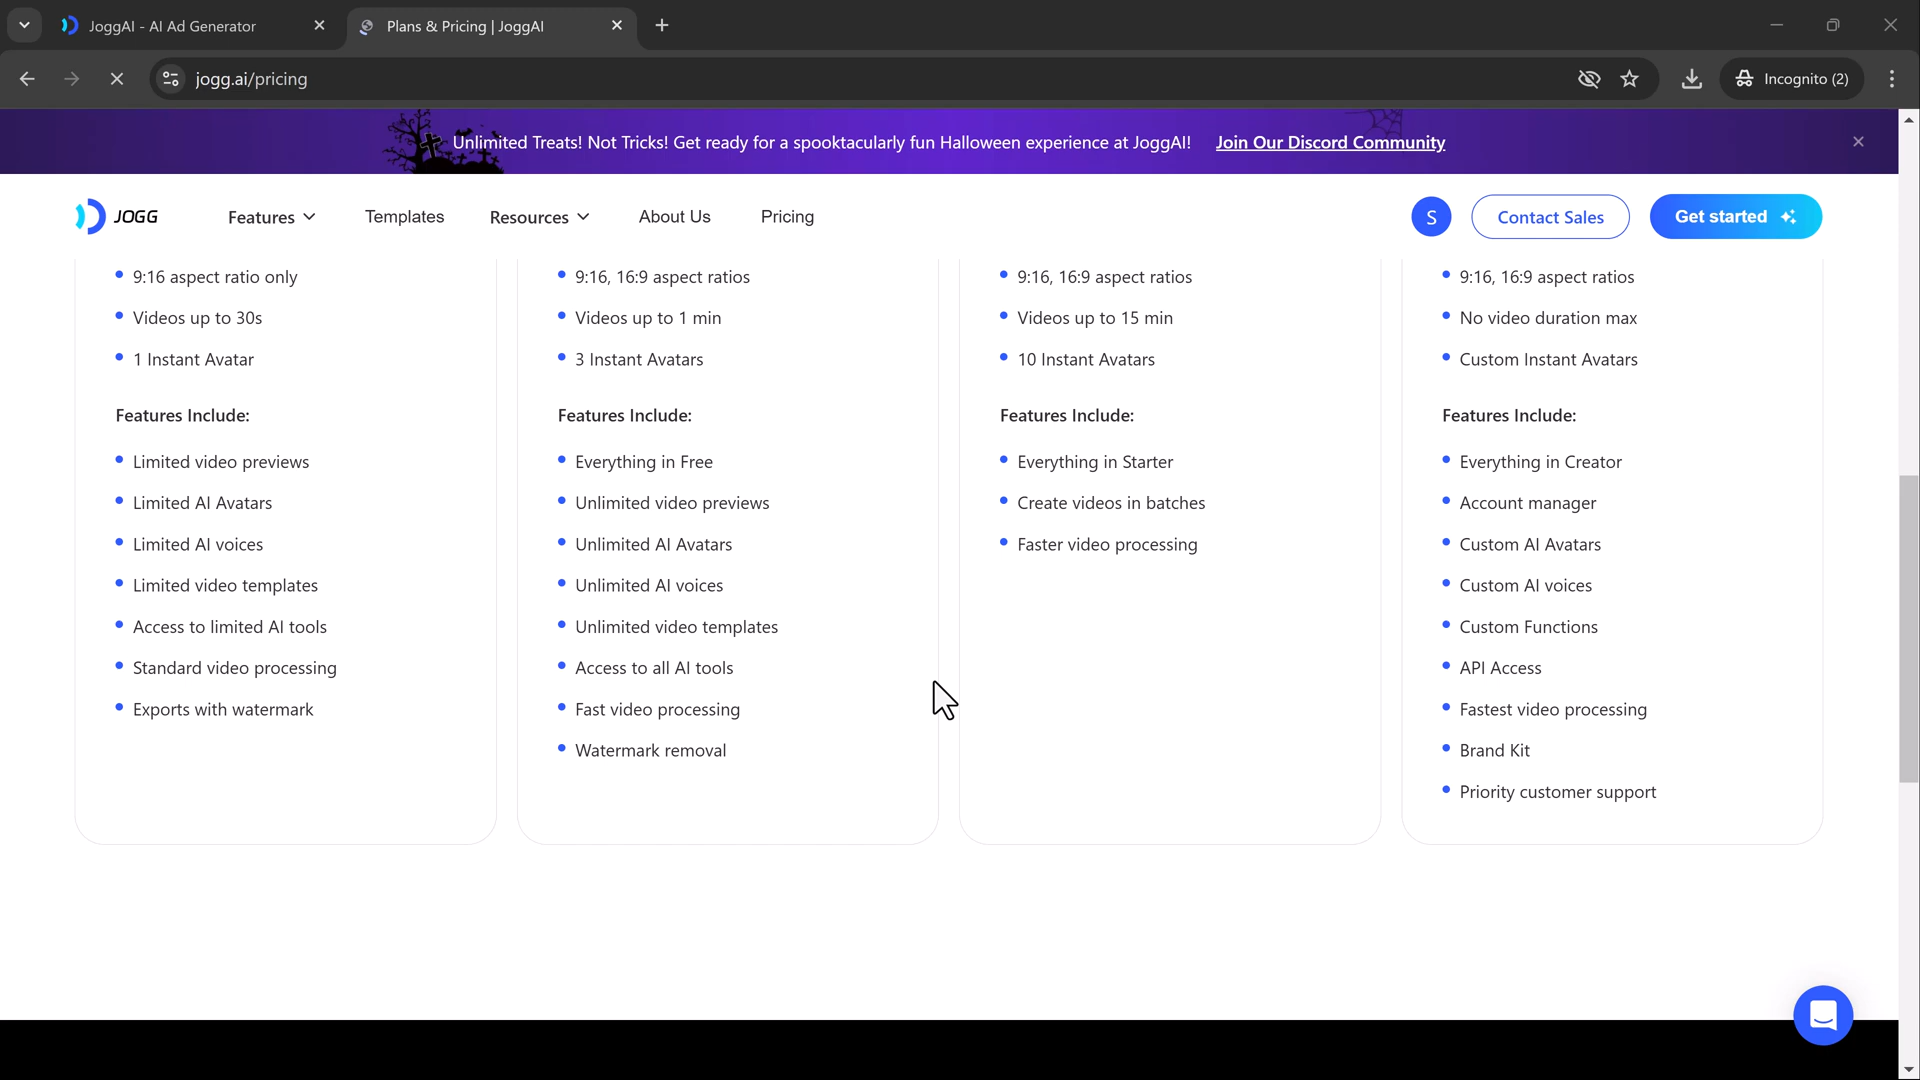 JoggAI - AI Ad Generator
Plans & Pricing | JoggAI
jogg.ai/pricing
Incognito (2)
Unlimited Treats! Not Tricks! Get ready for a spooktacularly fun Halloween experience at JoggAI! Join Our Discord Community
JOGG
Features
Templates
Resources
About Us
Pricing
S
Contact Sales
Get started
9:16 aspect ratio only
Videos up to 30s
1 Instant Avatar
Features Include:
Limited video previews
Limited AI Avatars
Limited AI voices
Limited video templates
Access to limited AI tools
Standard video processing
Exports with watermark
9:16, 16:9 aspect ratios
Videos up to 1 min
3 Instant Avatars
Features Include:
Everything in Free
Unlimited video previews
Unlimited AI Avatars
Unlimited AI voices
Unlimited video templates
Access to all AI tools
Fast video processing
Watermark removal
9:16, 16:9 aspect ratios
Videos up to 15 min
10 Instant Avatars
Features Include:
Everything in Starter
Create videos in batches
Faster video processing
9:16, 16:9 aspect ratios
No video duration max
Custom Instant Avatars
Features Include:
Everything in Creator
Account manager
Custom AI Avatars
Custom AI voices
Custom Functions
API Access
Fastest video processing
Brand Kit
Priority customer support